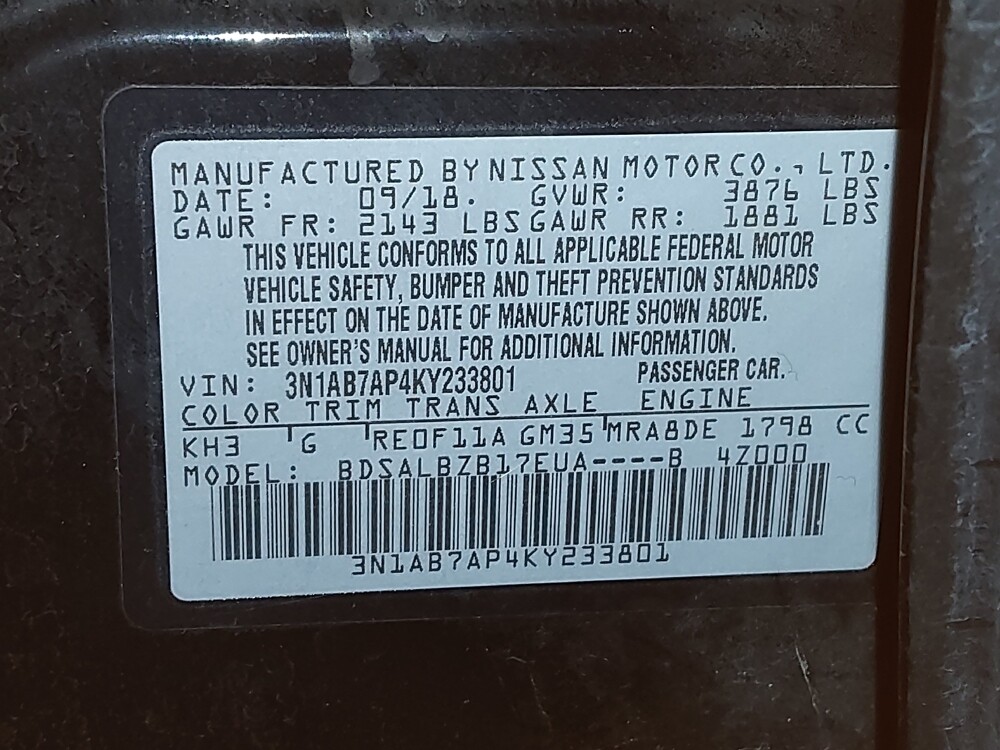 MANUFACTURED BY NISSAN MOTOR CO., LTD.
DATE: 09/18. GVWR: 3876 LBS
GAWR FR: 2143 LBS GAWR RR: 1881 LBS
THIS VEHICLE CONFORMS TO ALL APPLICABLE FEDERAL MOTOR
VEHICLE SAFETY, BUMPER AND THEFT PREVENTION STANDARDS
IN EFFECT ON THE DATE OF MANUFACTURE SHOWN ABOVE.
SEE OWNER'S MANUAL FOR ADDITIONAL INFORMATION.
VIN: 3N1AB7AP4KY233801 PASSENGER CAR.
COLOR TRIM TRANS AXLE ENGINE
KH3 G RE0F11A GM35 MRA8DE 1798 CC
MODEL: BDSALBZB17EUA----B 4Z000
3N1AB7AP4KY233801